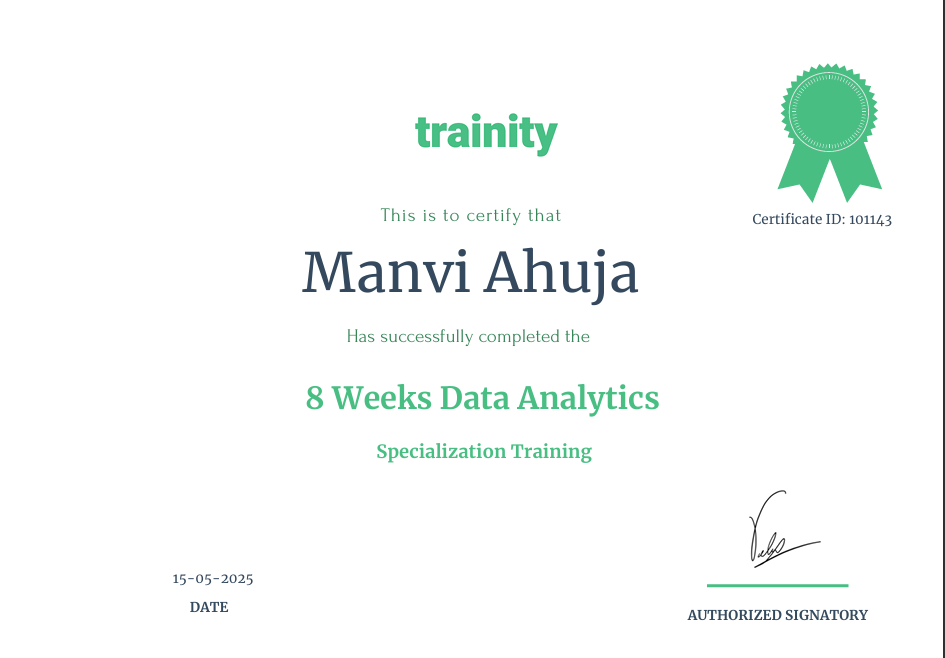 trainity
Certificate ID: 101143
This is to certify that
Manvi Ahuja
Has successfully completed the
8 Weeks Data Analytics
Specialization Training
15-05-2025
DATE
AUTHORIZED SIGNATORY